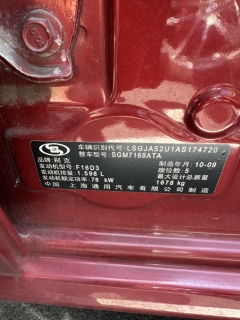 车辆识别代号 LSGJA52U1AS174720
整车型号 SGM7168ATA
品牌 别克 制造年月 10-09
发动机型号 F16D3 座位数 5
发动机排量 1.598 L 最大设计总质量
发动机额定功率 78 kW 1678 kg
中国 上海通用汽车有限公司制造